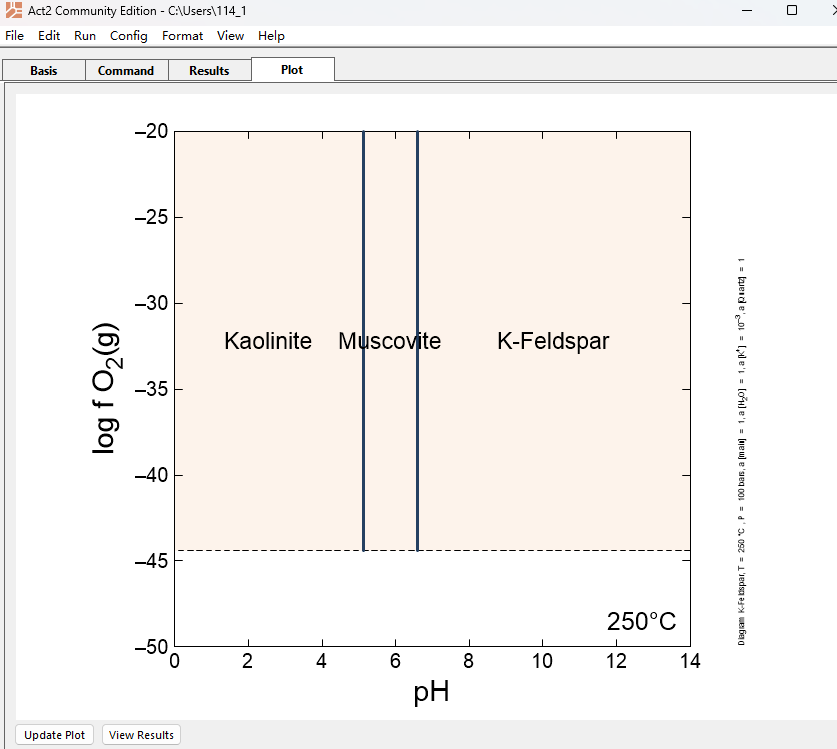 Act2 Community Edition - C:\Users\114_1
File Edit Run Config Format View Help
Basis Command Results Plot
–20
–25
–30
–35
–40
–45
–50
log f O2(g)
Kaolinite Muscovite K-Feldspar
250°C
0 2 4 6 8 10 12 14
pH
Diagram K-Feldspar, T = 250 °C , P = 100 bars, a [main] = 1, a [H2O] = 1, a [K+] = 10–3, a [Quartz] = 1
Update Plot View Results